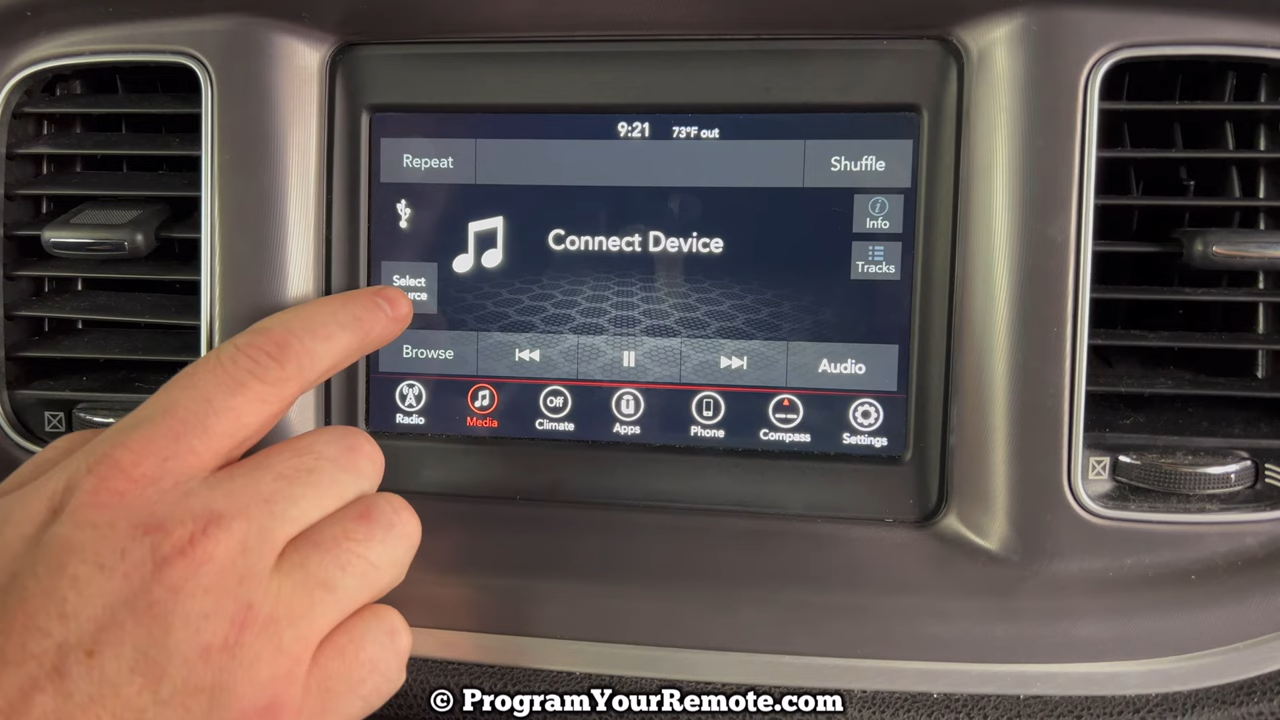 9:21 73°F out
Repeat
Shuffle
Info
Connect Device
Tracks
Select
Browse
Audio
Radio
Media
Off
Climate
Apps
Phone
Compass
Settings
© ProgramYourRemote.com